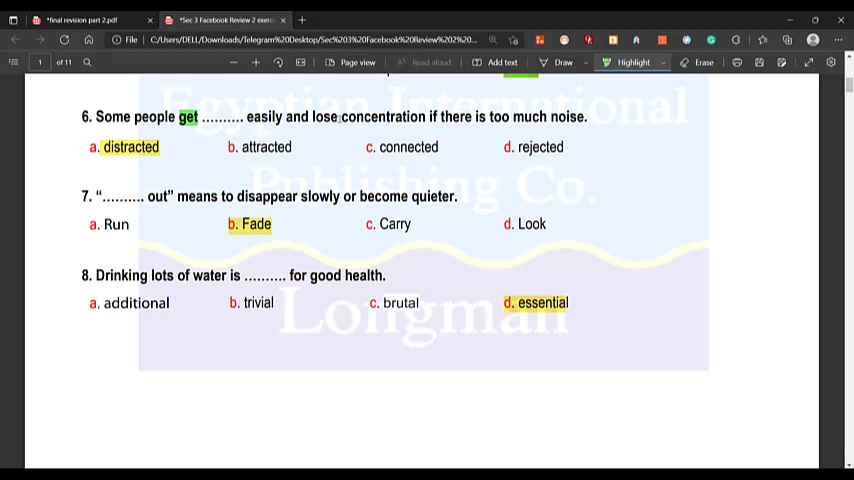 *final revision part 2.pdf
*Sec 3 Facebook Review 2 exerc
File
C:/Users/DELL/Downloads/Telegram%20Desktop/Sec%203%20Facebook%20Review%202%20...
1 of 11
Page view
Read aloud
Add text
Draw
Highlight
Erase
Egyptian International
Publishing Co.
Longman
6. Some people get .......... easily and lose concentration if there is too much noise.
a. distracted b. attracted c. connected d. rejected
7. “.......... out” means to disappear slowly or become quieter.
a. Run b. Fade c. Carry d. Look
8. Drinking lots of water is .......... for good health.
a. additional b. trivial c. brutal d. essential